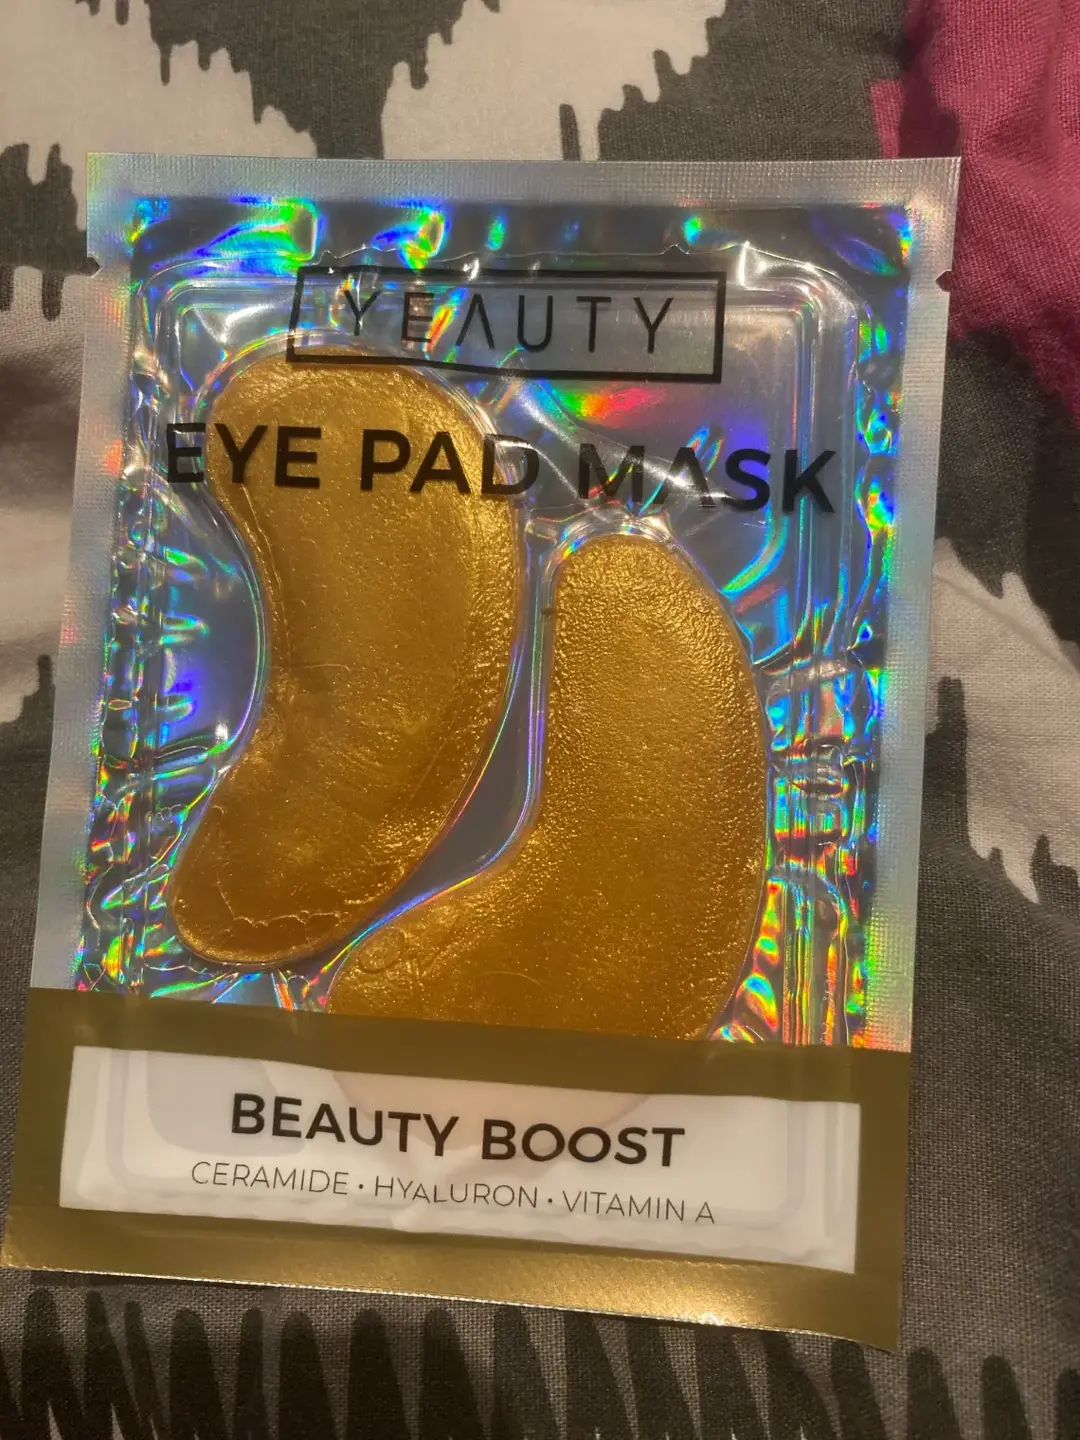 YEAUTY
EYE PAD MASK
BEAUTY BOOST
CERAMIDE • HYALURON • VITAMIN A